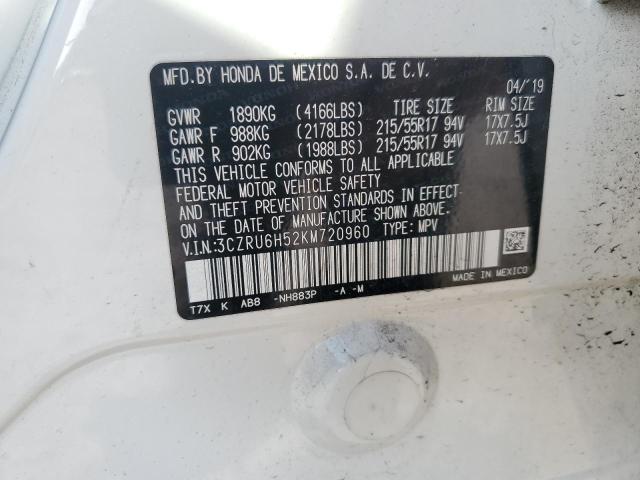 MFD.BY HONDA DE MEXICO S.A. DE C.V.
04/'19
GVWR 1890KG (4166LBS) TIRE SIZE RIM SIZE
GAWR F 988KG (2178LBS) 215/55R17 94V 17X7.5J
GAWR R 902KG (1988LBS) 215/55R17 94V 17X7.5J
THIS VEHICLE CONFORMS TO ALL APPLICABLE
FEDERAL MOTOR VEHICLE SAFETY
AND THEFT PREVENTION STANDARDS IN EFFECT
ON THE DATE OF MANUFACTURE SHOWN ABOVE.
V.I.N:3CZRU6H52KM720960 TYPE: MPV
MADE IN MEXICO
T7X K AB8 -NH883P -A -M